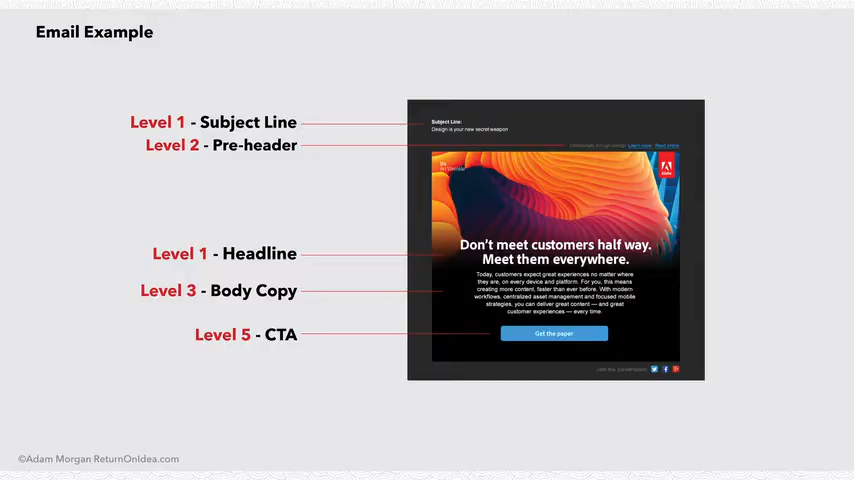 Email Example
Level 1 - Subject Line
Level 2 - Pre-header
Level 1 - Headline
Level 3 - Body Copy
Level 5 - CTA
Subject Line:
Design is your new secret weapon
Learn more Read online
Adobe
Don't meet customers half way.
Meet them everywhere.
Today, customers expect great experiences no matter where
they are, on every device and platform. For you, this means
creating more content, faster than ever before. With modern
workflows, centralized asset management and focused mobile
strategies, you can deliver great content — and great
customer experiences — every time.
Get the paper
©Adam Morgan ReturnOnIdea.com